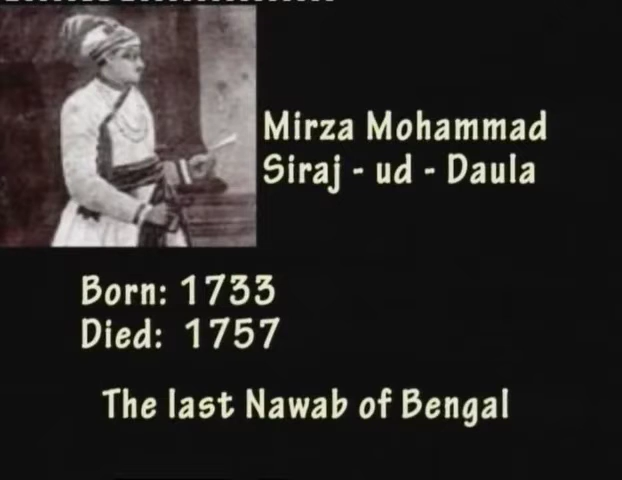 Mirza Mohammad
Siraj - ud - Daula
Born: 1733
Died: 1757
The last Nawab of Bengal